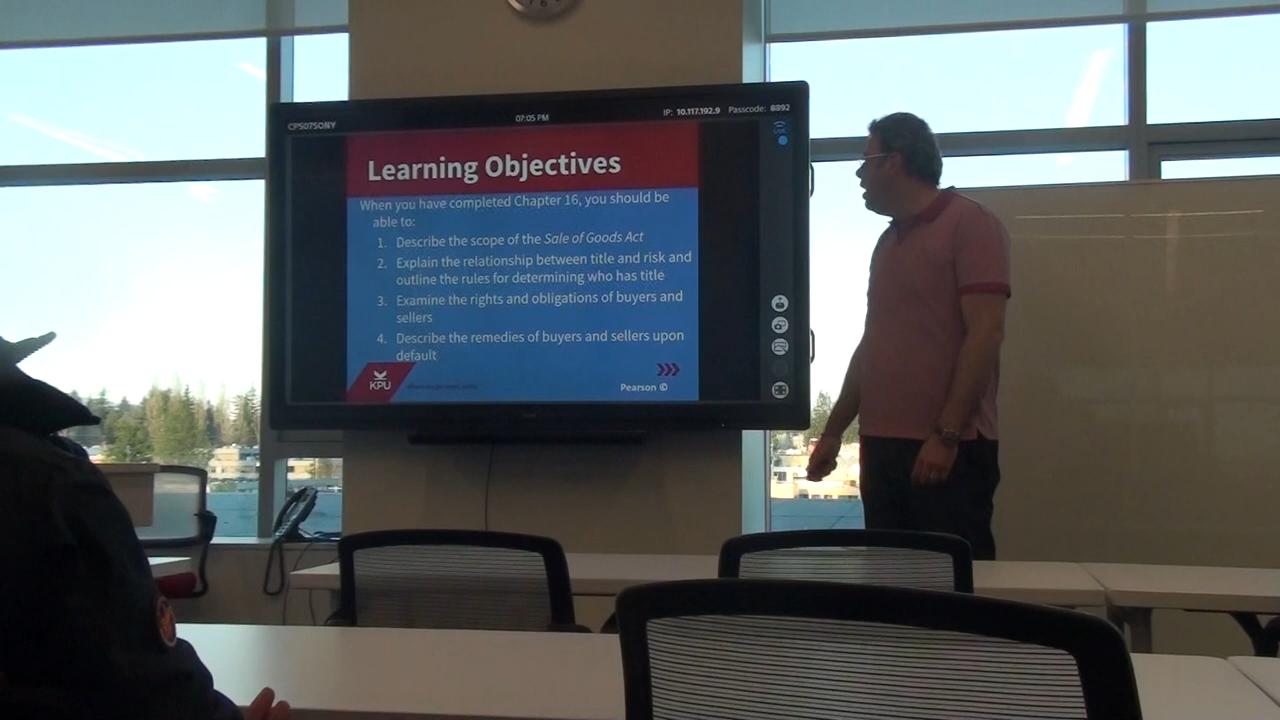 CPS075ONY
07:05 PM
IP: 10.117.192.9 Passcode: 8892
Learning Objectives
When you have completed Chapter 16, you should be
able to:
1. Describe the scope of the Sale of Goods Act
2. Explain the relationship between title and risk and
outline the rules for determining who has title
3. Examine the rights and obligations of buyers and
sellers
4. Describe the remedies of buyers and sellers upon
default
KPU
Pearson ©